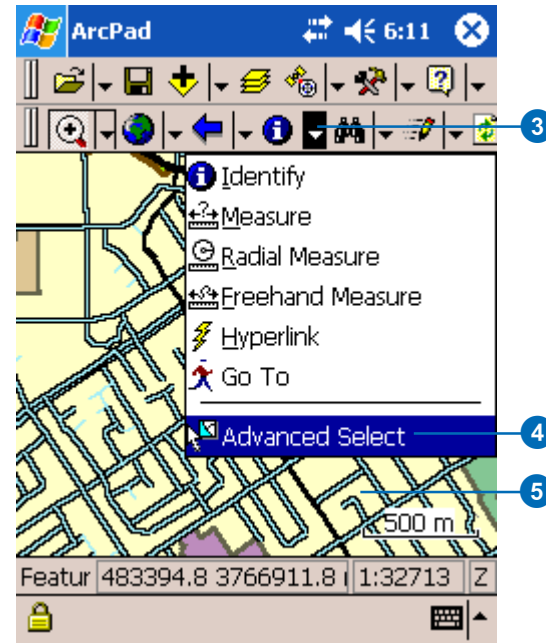 ArcPad 6:11
3
Identify
Measure
Radial Measure
Freehand Measure
Hyperlink
Go To
Advanced Select
4
5
500 m
Featur 483394.8 3766911.8 1:32713 Z